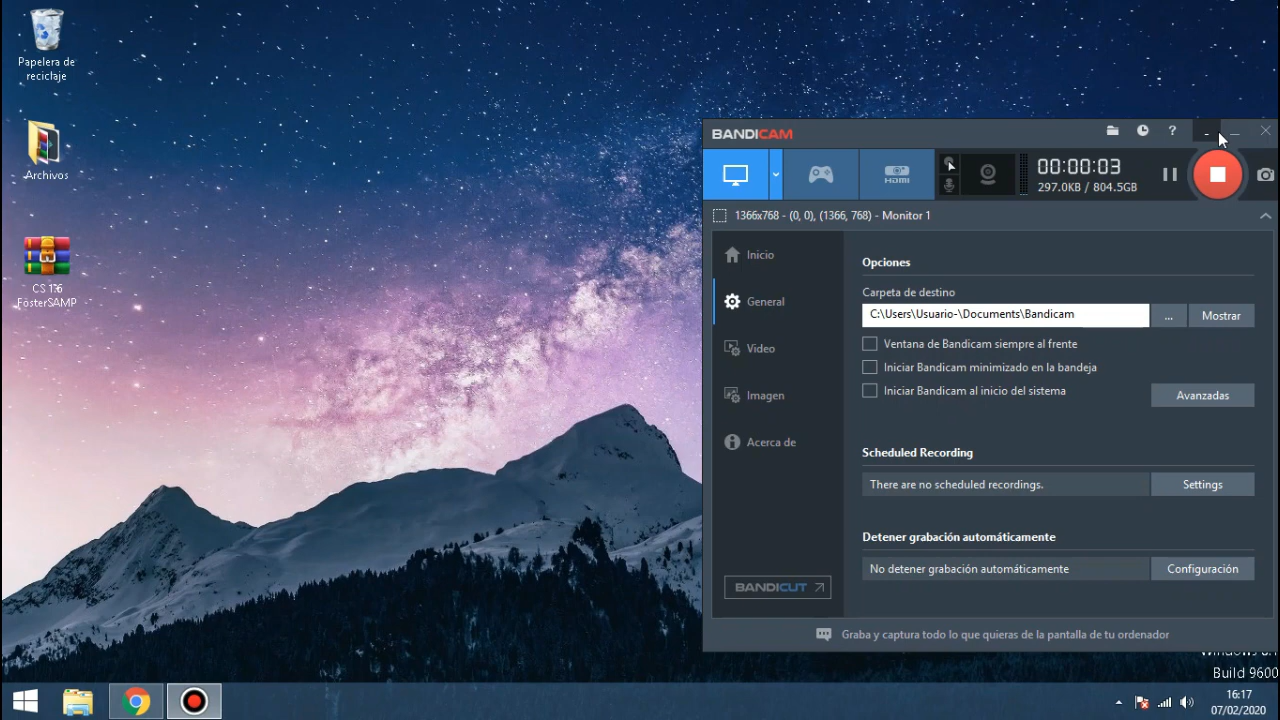 Papelera de
reciclaje
Archivos
CS 1.6
FosterSAMP
BANDICAM
?
HDMI
00:00:03
297.0KB / 804.5GB
1366x768 - (0, 0), (1366, 768) - Monitor 1
Inicio
General
Video
Imagen
Acerca de
BANDICUT
Opciones
Carpeta de destino
C:\Users\Usuario-\Documents\Bandicam
...
Mostrar
Ventana de Bandicam siempre al frente
Iniciar Bandicam minimizado en la bandeja
Iniciar Bandicam al inicio del sistema
Avanzadas
Scheduled Recording
There are no scheduled recordings.
Settings
Detener grabación automáticamente
No detener grabación automáticamente
Configuración
Graba y captura todo lo que quieras de la pantalla de tu ordenador
Build 9600
16:17
07/02/2020